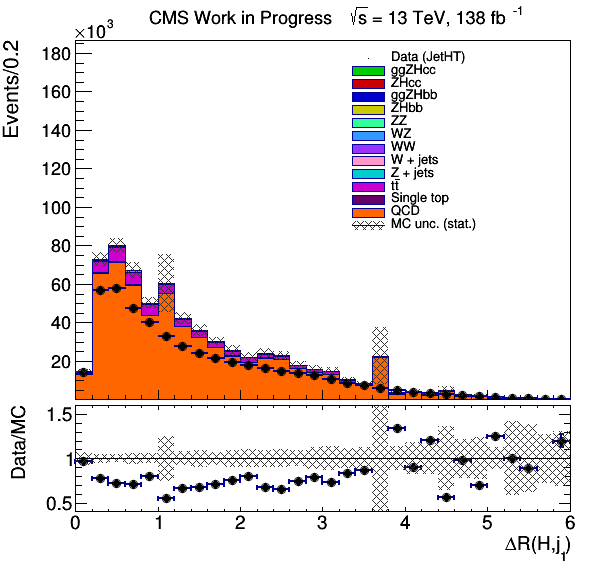 CMS Work in Progress √s = 13 TeV, 138 fb⁻¹
×10³
Events/0.2
180
160
140
120
100
80
60
40
20
Data (JetHT)
ggZHcc
ZHcc
ggZHbb
ZHbb
ZZ
WZ
WW
W + jets
Z + jets
tt̄
Single top
QCD
MC unc. (stat.)
Data/MC
1.5
1
0.5
0 1 2 3 4 5 6
ΔR(H,j₁)